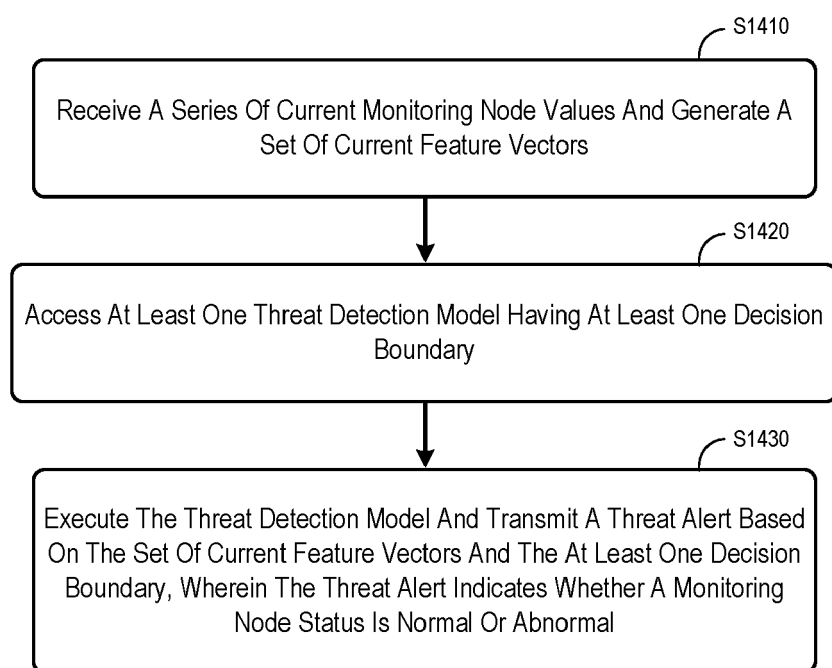 S1410
Receive A Series Of Current Monitoring Node Values And Generate A
Set Of Current Feature Vectors
S1420
Access At Least One Threat Detection Model Having At Least One Decision
Boundary
S1430
Execute The Threat Detection Model And Transmit A Threat Alert Based
On The Set Of Current Feature Vectors And The At Least One Decision
Boundary, Wherein The Threat Alert Indicates Whether A Monitoring
Node Status Is Normal Or Abnormal